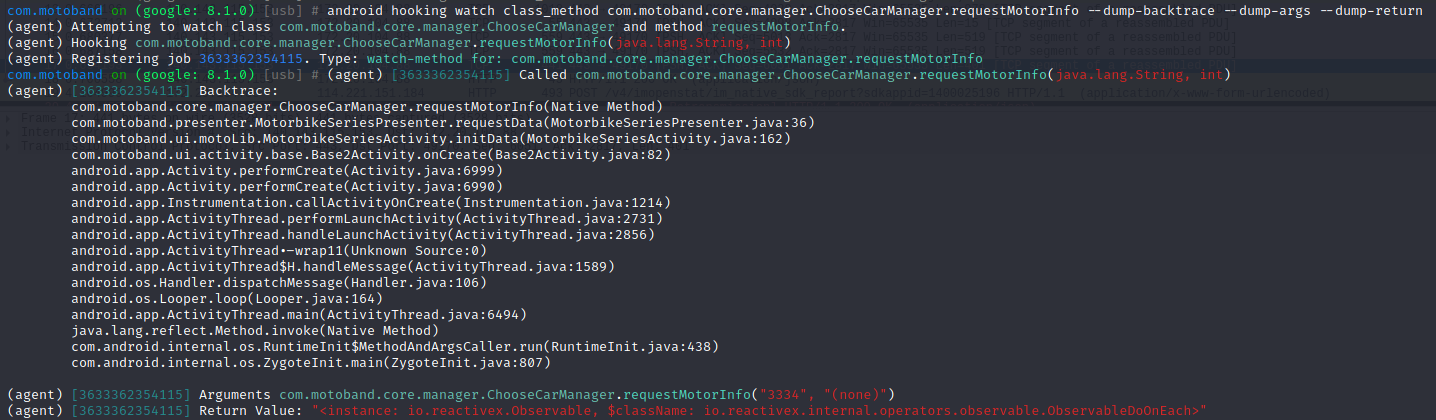 com.motoband on (google: 8.1.0) [usb] # android hooking watch class_method com.motoband.core.manager.ChooseCarManager.requestMotorInfo --dump-backtrace --dump-args --dump-return
(agent) Attempting to watch class com.motoband.core.manager.ChooseCarManager and method requestMotorInfo.
(agent) Hooking com.motoband.core.manager.ChooseCarManager.requestMotorInfo(java.lang.String, int)
(agent) Registering job 3633362354115. Type: watch-method for: com.motoband.core.manager.ChooseCarManager.requestMotorInfo
com.motoband on (google: 8.1.0) [usb] # (agent) [3633362354115] Called com.motoband.core.manager.ChooseCarManager.requestMotorInfo(java.lang.String, int)
(agent) [3633362354115] Backtrace:
com.motoband.core.manager.ChooseCarManager.requestMotorInfo(Native Method)
com.motoband.presenter.MotorbikeSeriesPresenter.requestData(MotorbikeSeriesPresenter.java:36)
com.motoband.ui.motoLib.MotorbikeSeriesActivity.initData(MotorbikeSeriesActivity.java:162)
com.motoband.ui.activity.base.Base2Activity.onCreate(Base2Activity.java:82)
android.app.Activity.performCreate(Activity.java:6999)
android.app.Activity.performCreate(Activity.java:6990)
android.app.Instrumentation.callActivityOnCreate(Instrumentation.java:1214)
android.app.ActivityThread.performLaunchActivity(ActivityThread.java:2731)
android.app.ActivityThread.handleLaunchActivity(ActivityThread.java:2856)
android.app.ActivityThread.-wrap11(Unknown Source:0)
android.app.ActivityThread$H.handleMessage(ActivityThread.java:1589)
android.os.Handler.dispatchMessage(Handler.java:106)
android.os.Looper.loop(Looper.java:164)
android.app.ActivityThread.main(ActivityThread.java:6494)
java.lang.reflect.Method.invoke(Native Method)
com.android.internal.os.RuntimeInit$MethodAndArgsCaller.run(RuntimeInit.java:438)
com.android.internal.os.ZygoteInit.main(ZygoteInit.java:807)
(agent) [3633362354115] Arguments com.motoband.core.manager.ChooseCarManager.requestMotorInfo("3334", "(none)")
(agent) [3633362354115] Return Value: "<instance: io.reactivex.Observable, $className: io.reactivex.internal.operators.observable.ObservableDoOnEach>"